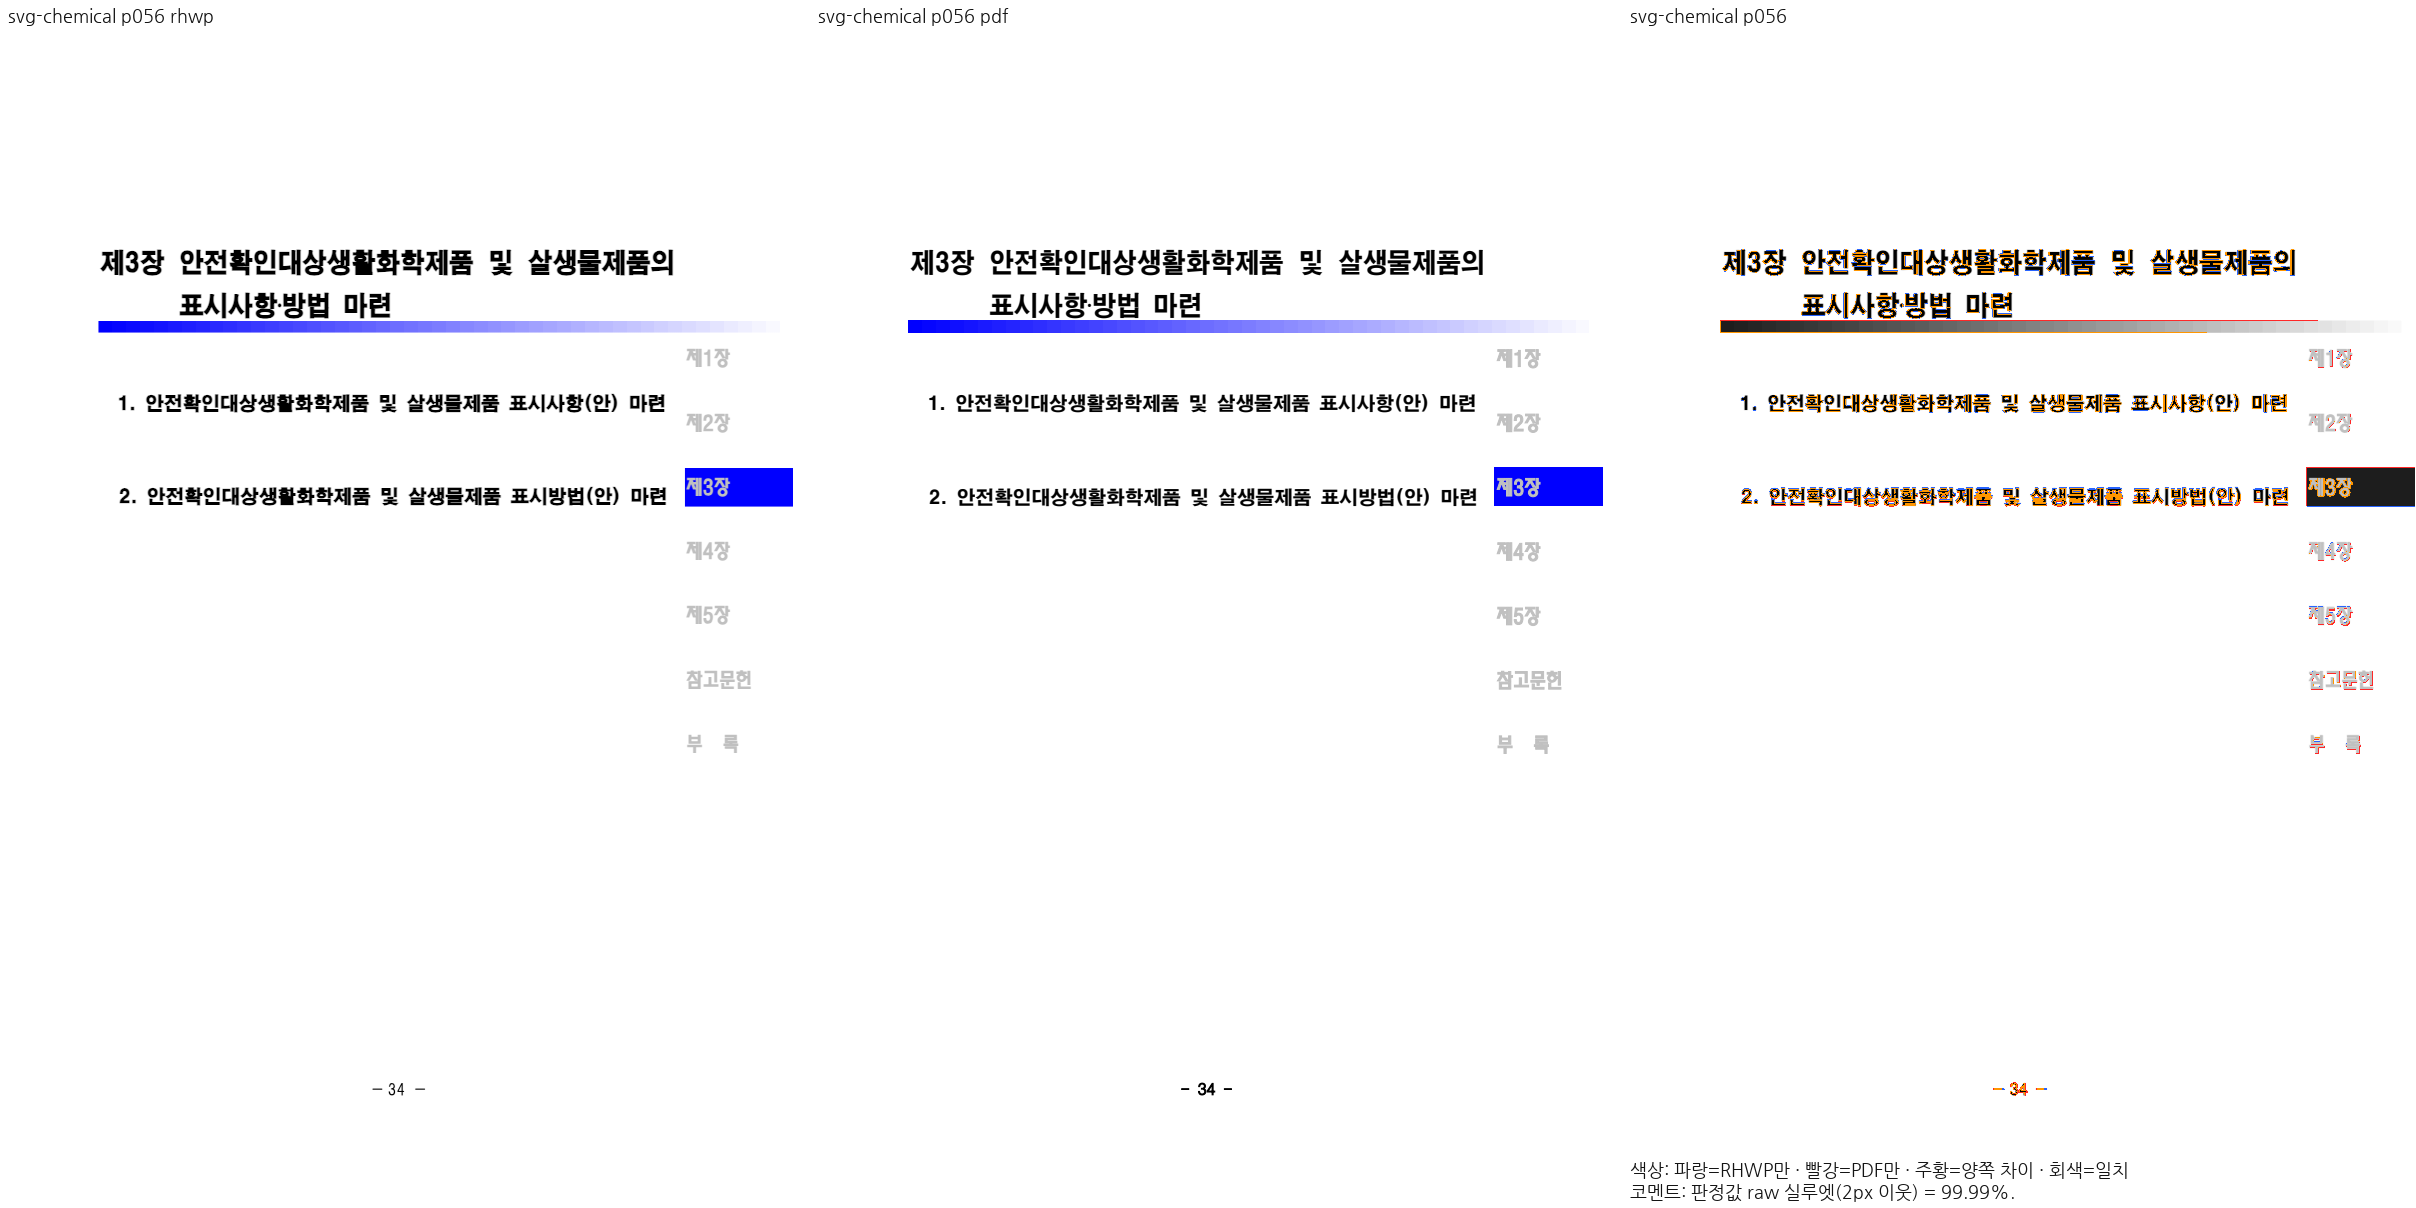 svg-chemical p056 rhwp
제3장 안전확인대상생활화학제품 및 살생물제품의
표시사항·방법 마련
제1장
1. 안전확인대상생활화학제품 및 살생물제품 표시사항(안) 마련
제2장
제3장
2. 안전확인대상생활화학제품 및 살생물제품 표시방법(안) 마련
제4장
제5장
참고문헌
부 록
– 34 –
svg-chemical p056 pdf
제3장 안전확인대상생활화학제품 및 살생물제품의
표시사항·방법 마련
제1장
1. 안전확인대상생활화학제품 및 살생물제품 표시사항(안) 마련
제2장
제3장
2. 안전확인대상생활화학제품 및 살생물제품 표시방법(안) 마련
제4장
제5장
참고문헌
부 록
- 34 -
svg-chemical p056
제3장 안전확인대상생활화학제품 및 살생물제품의
표시사항·방법 마련
제1장
1. 안전확인대상생활화학제품 및 살생물제품 표시사항(안) 마련
제2장
제3장
2. 안전확인대상생활화학제품 및 살생물제품 표시방법(안) 마련
제4장
제5장
참고문헌
부 록
– 34 –
색상: 파랑=RHWP만 · 빨강=PDF만 · 주황=양쪽 차이 · 회색=일치
코멘트: 판정값 raw 실루엣(2px 이웃) = 99.99%.